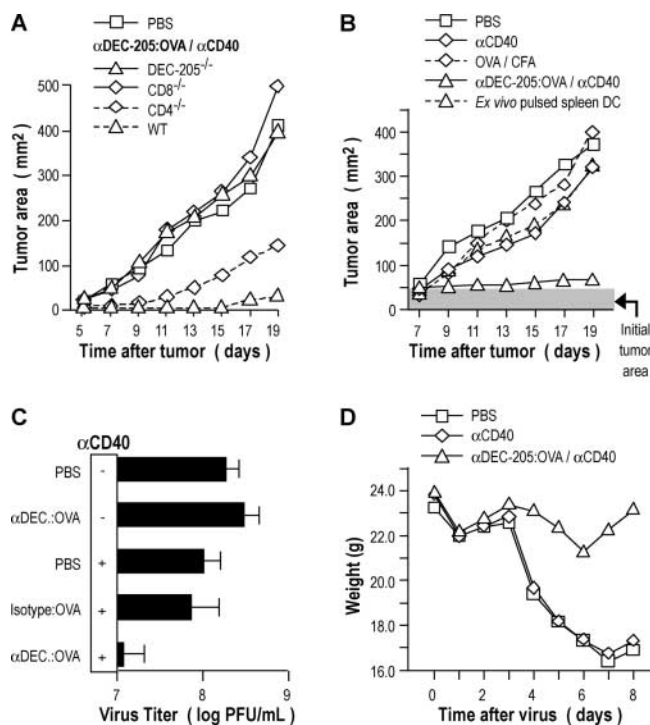 A
PBS
αDEC-205:OVA / αCD40
DEC-205-/-
CD8-/-
CD4-/-
WT
Tumor area ( mm2 )
500
400
300
200
100
0
5 7 9 11 13 15 17 19
Time after tumor ( days )
B
PBS
αCD40
OVA / CFA
αDEC-205:OVA / αCD40
Ex vivo pulsed spleen DC
Tumor area ( mm2 )
400
300
200
100
0
7 9 11 13 15 17 19
Time after tumor ( days )
Initial
tumor
area
C
αCD40
PBS -
αDEC.:OVA -
PBS +
Isotype:OVA +
αDEC.:OVA +
7 8 9
Virus Titer ( log PFU/mL )
D
PBS
αCD40
αDEC-205:OVA / αCD40
Weight (g)
24.0
22.0
20.0
18.0
16.0
0 2 4 6 8
Time after virus ( days )